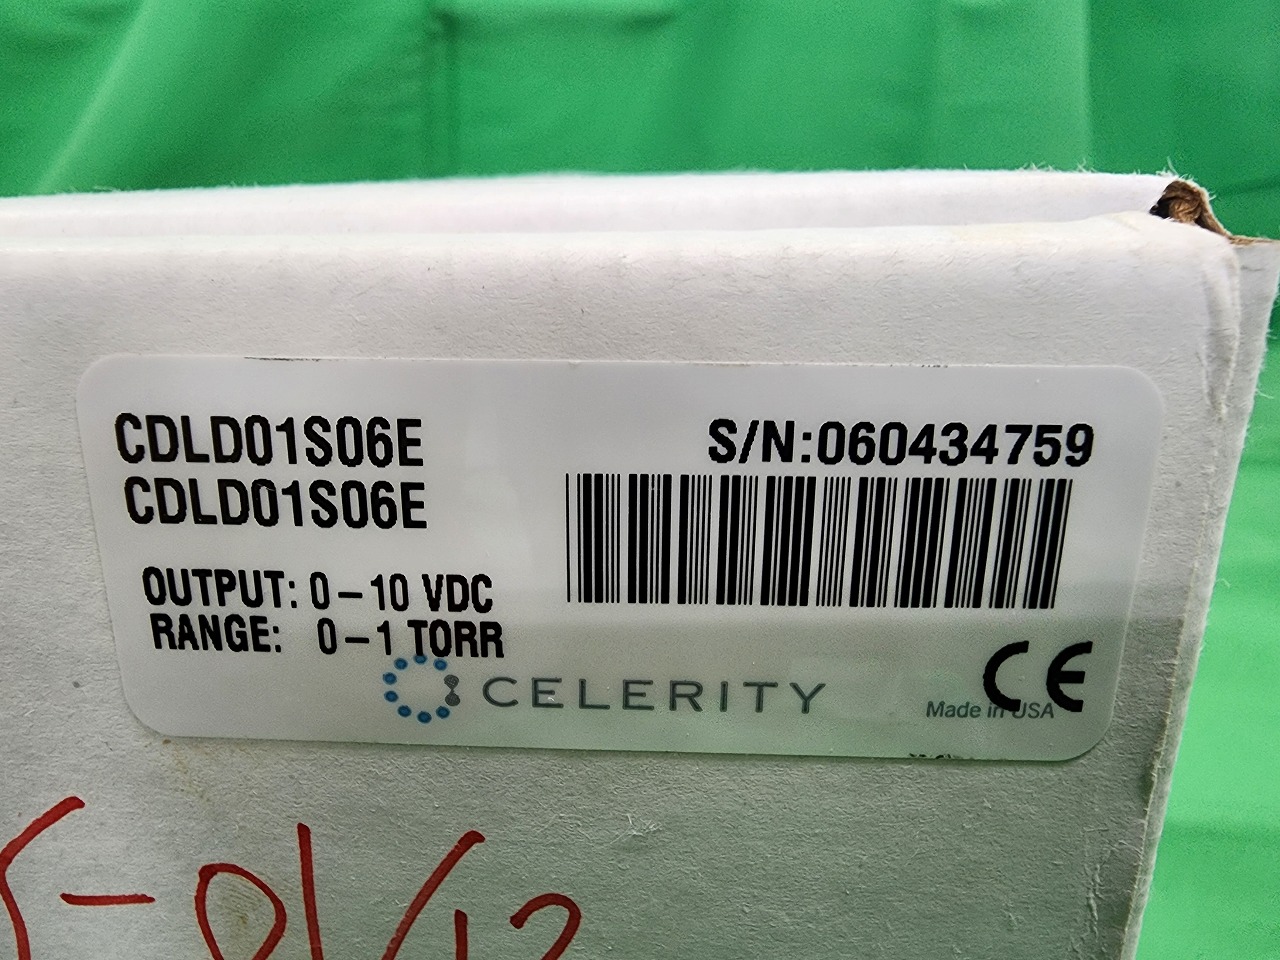 CDLD01S06E
CDLD01S06E
S/N:060434759
OUTPUT: 0-10 VDC
RANGE: 0-1 TORR
CELERITY
CE
Made in USA